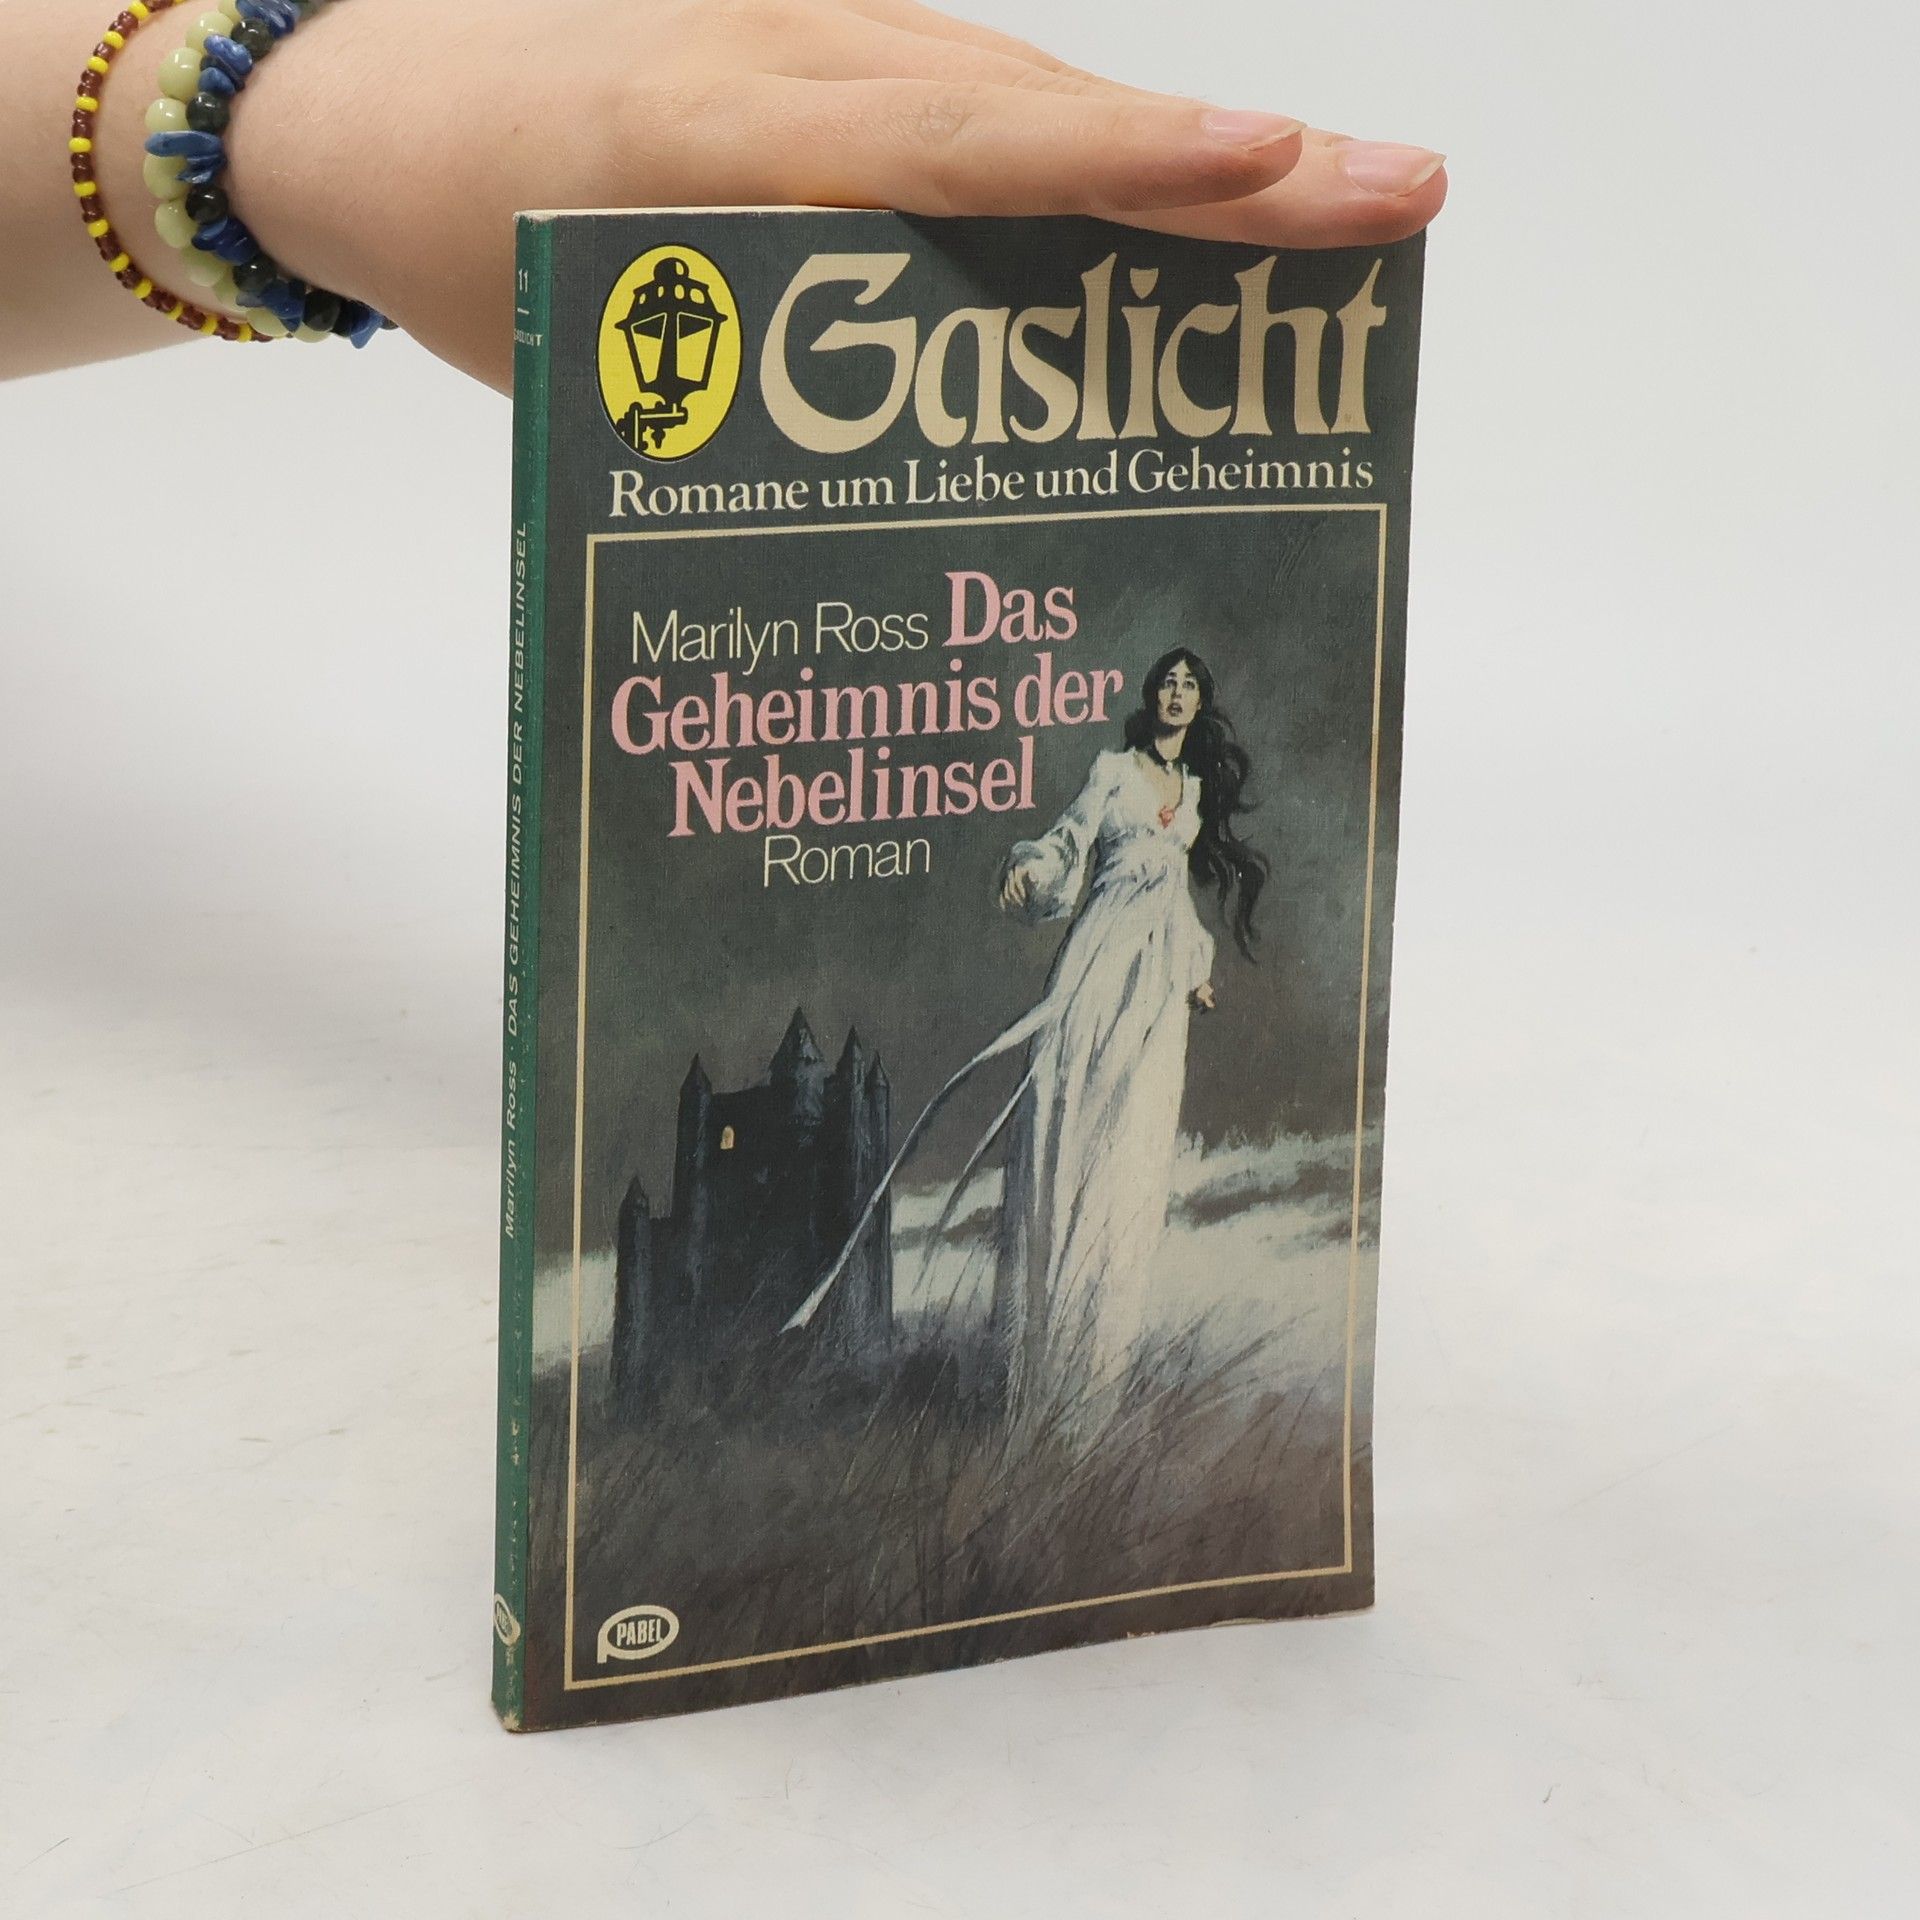 Gaslicht
Romane um Liebe und Geheimnis
Marilyn Ross Das
Geheimnis der
Nebelinsel
Roman
PABEL
11
GASLICHT
Marilyn Ross · DAS GEHEIMNIS DER NEBELINSEL
PABEL